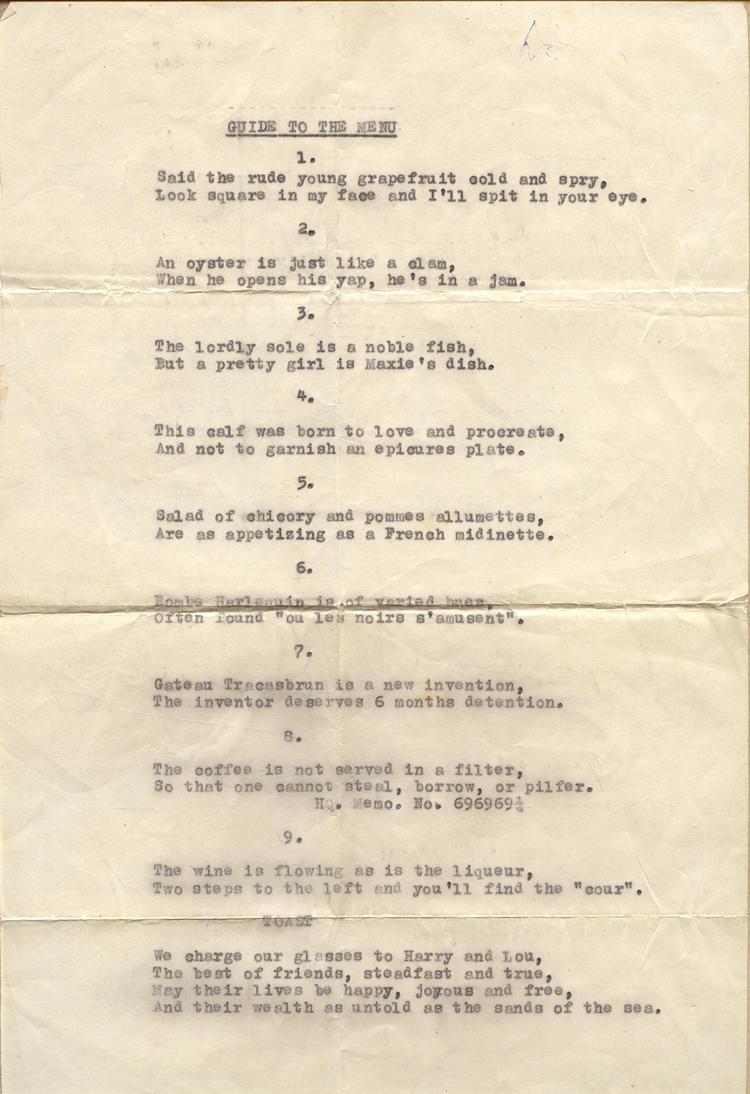 GUIDE TO THE MENU
1.
Said the rude young grapefruit cold and spry,
Look square in my face and I'll spit in your eye.
2.
An oyster is just like a clam,
When he opens his yap, he's in a jam.
3.
The lordly sole is a noble fish,
But a pretty girl is Maxie's dish.
4.
This calf was born to love and procreate,
And not to garnish an epicures plate.
5.
Salad of chicory and pommes allumettes,
Are as appetizing as a French midinette.
6.
Bombe Harlequin is of varied hues,
Often found "ou les noirs s'amusent".
7.
Gateau Tracasbrun is a new invention,
The inventor deserves 6 months detention.
8.
The coffee is not served in a filter,
So that one cannot steal, borrow, or pilfer.
HQ. Memo. No. 696969½
9.
The wine is flowing as is the liqueur,
Two steps to the left and you'll find the "cour".
TOAST
We charge our glasses to Harry and Lou,
The best of friends, steadfast and true,
May their lives be happy, joyous and free,
And their wealth as untold as the sands of the sea.